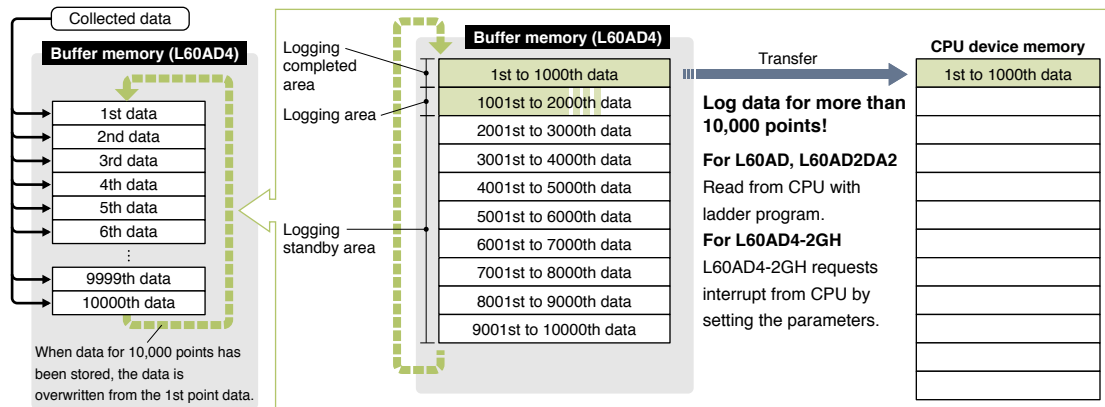 Collected data
Buffer memory (L60AD4)
1st data
2nd data
3rd data
4th data
5th data
6th data
⋮
9999th data
10000th data
When data for 10,000 points has
been stored, the data is
overwritten from the 1st point data.
Logging
completed
area
Logging area
Logging
standby area
Buffer memory (L60AD4)
1st to 1000th data
1001st to 2000th data
2001st to 3000th data
3001st to 4000th data
4001st to 5000th data
5001st to 6000th data
6001st to 7000th data
7001st to 8000th data
8001st to 9000th data
9001st to 10000th data
Transfer
Log data for more than
10,000 points!
For L60AD, L60AD2DA2
Read from CPU with
ladder program.
For L60AD4-2GH
L60AD4-2GH requests
interrupt from CPU by
setting the parameters.
CPU device memory
1st to 1000th data